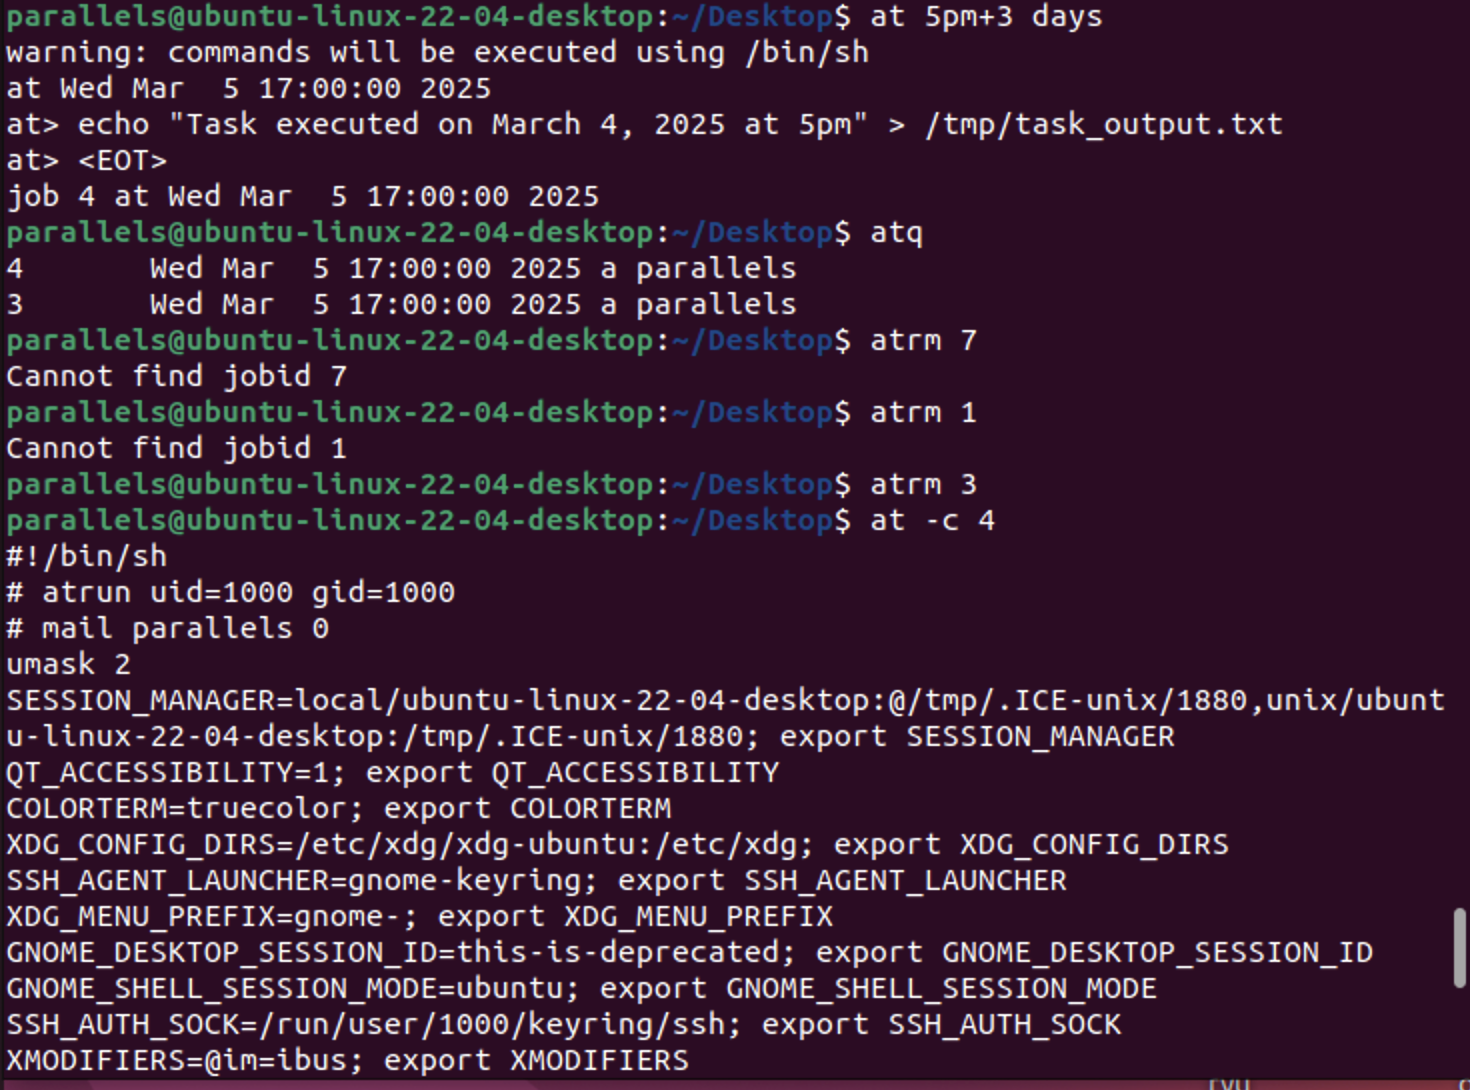 parallels@ubuntu-linux-22-04-desktop:~/Desktop$ at 5pm+3 days
warning: commands will be executed using /bin/sh
at Wed Mar  5 17:00:00 2025
at> echo "Task executed on March 4, 2025 at 5pm" > /tmp/task_output.txt
at> <EOT>
job 4 at Wed Mar  5 17:00:00 2025
parallels@ubuntu-linux-22-04-desktop:~/Desktop$ atq
4       Wed Mar  5 17:00:00 2025 a parallels
3       Wed Mar  5 17:00:00 2025 a parallels
parallels@ubuntu-linux-22-04-desktop:~/Desktop$ atrm 7
Cannot find jobid 7
parallels@ubuntu-linux-22-04-desktop:~/Desktop$ atrm 1
Cannot find jobid 1
parallels@ubuntu-linux-22-04-desktop:~/Desktop$ atrm 3
parallels@ubuntu-linux-22-04-desktop:~/Desktop$ at -c 4
#!/bin/sh
# atrun uid=1000 gid=1000
# mail parallels 0
umask 2
SESSION_MANAGER=local/ubuntu-linux-22-04-desktop:@/tmp/.ICE-unix/1880,unix/ubunt
u-linux-22-04-desktop:/tmp/.ICE-unix/1880; export SESSION_MANAGER
QT_ACCESSIBILITY=1; export QT_ACCESSIBILITY
COLORTERM=truecolor; export COLORTERM
XDG_CONFIG_DIRS=/etc/xdg/xdg-ubuntu:/etc/xdg; export XDG_CONFIG_DIRS
SSH_AGENT_LAUNCHER=gnome-keyring; export SSH_AGENT_LAUNCHER
XDG_MENU_PREFIX=gnome-; export XDG_MENU_PREFIX
GNOME_DESKTOP_SESSION_ID=this-is-deprecated; export GNOME_DESKTOP_SESSION_ID
GNOME_SHELL_SESSION_MODE=ubuntu; export GNOME_SHELL_SESSION_MODE
SSH_AUTH_SOCK=/run/user/1000/keyring/ssh; export SSH_AUTH_SOCK
XMODIFIERS=@im=ibus; export XMODIFIERS